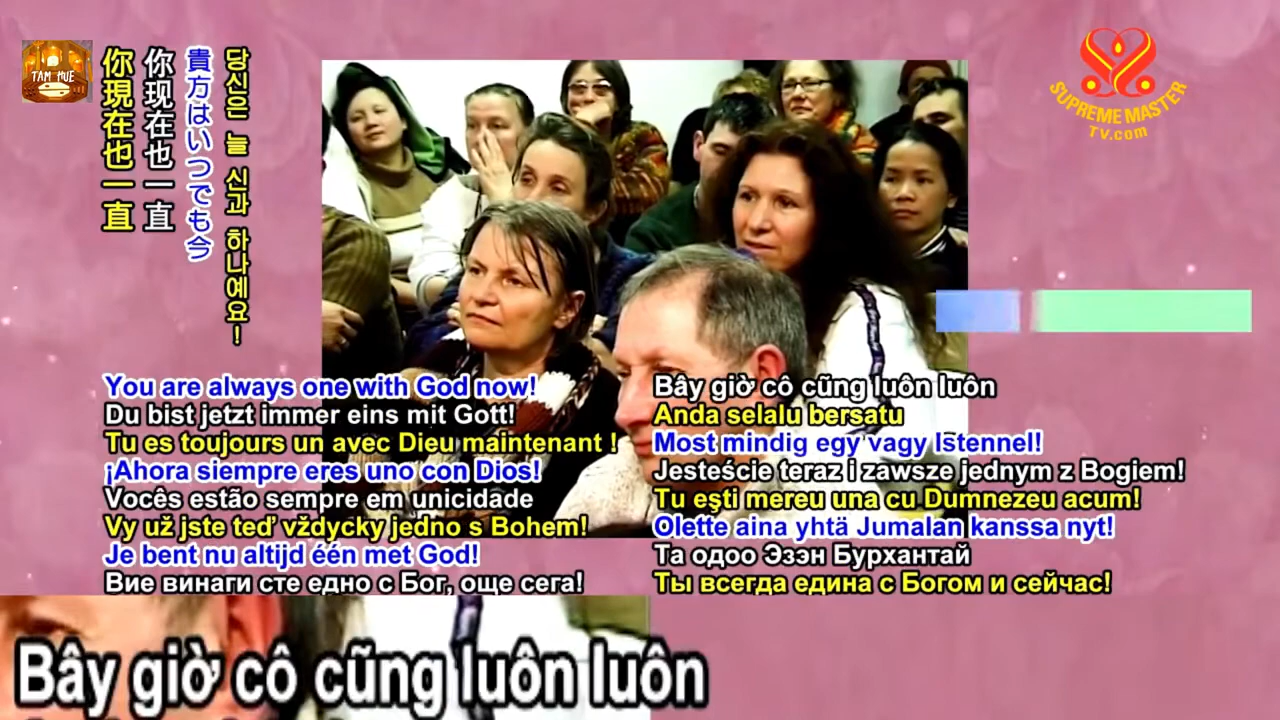 TAM HUE
你現在也一直
你现在也一直
貴方はいつでも今
당신은 늘 신과 하나예요!
SUPREME MASTER
TV.com
You are always one with God now!
Du bist jetzt immer eins mit Gott!
Tu es toujours un avec Dieu maintenant !
¡Ahora siempre eres uno con Dios!
Vocês estão sempre em unicidade
Vy už jste teď vždycky jedno s Bohem!
Je bent nu altijd één met God!
Вие винаги сте едно с Бог, още сега!
Bây giờ cô cũng luôn luôn
Anda selalu bersatu
Most mindig egy vagy Istennel!
Jesteście teraz i zawsze jednym z Bogiem!
Tu eşti mereu una cu Dumnezeu acum!
Olette aina yhtä Jumalan kanssa nyt!
Та одоо Эзэн Бурхантай
Ты всегда едина с Богом и сейчас!
Bây giờ cô cũng luôn luôn